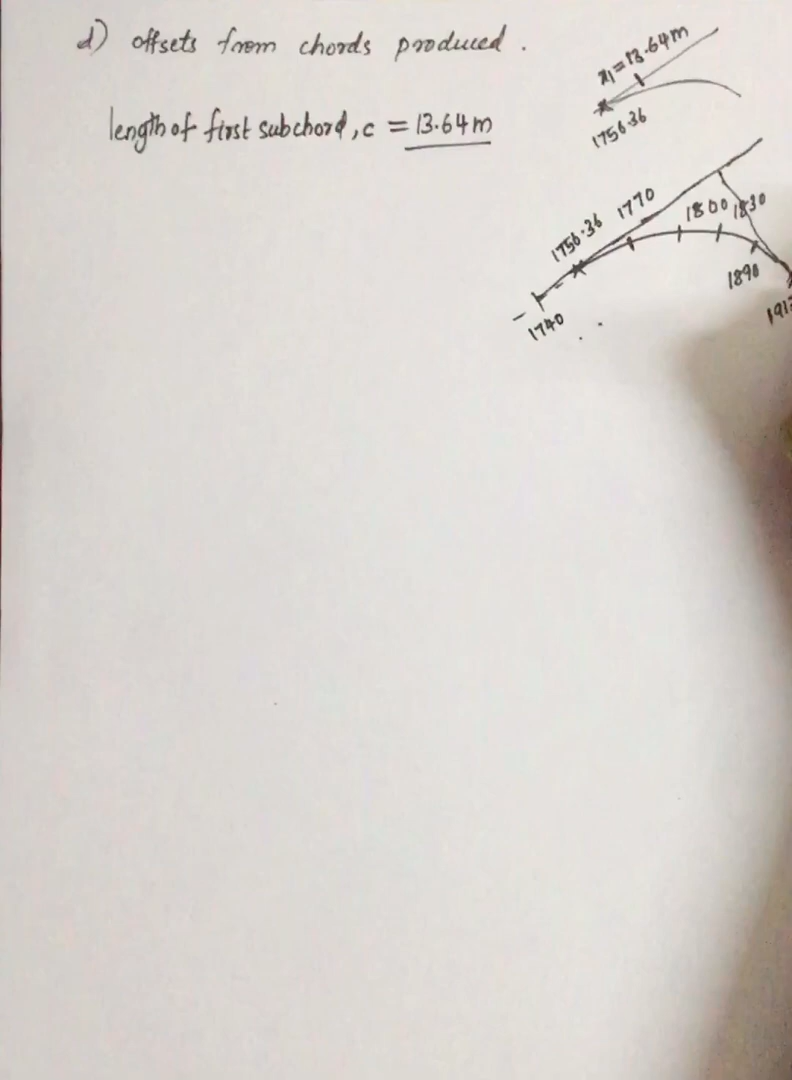 d) offsets from chords produced.
x₁=13.64m
1756.36
length of first subchord, c = 13.64m
1756.36
1770
1800
1830
1890
1740